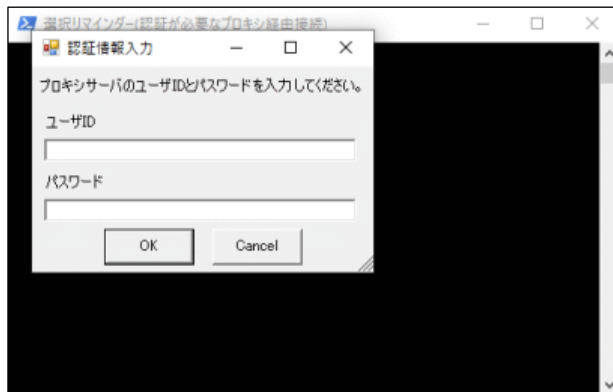 選択リマインダー(認証が必要なプロキシ経由接続)
認証情報入力
プロキシサーバのユーザIDとパスワードを入力してください。
ユーザID
パスワード
OK
Cancel